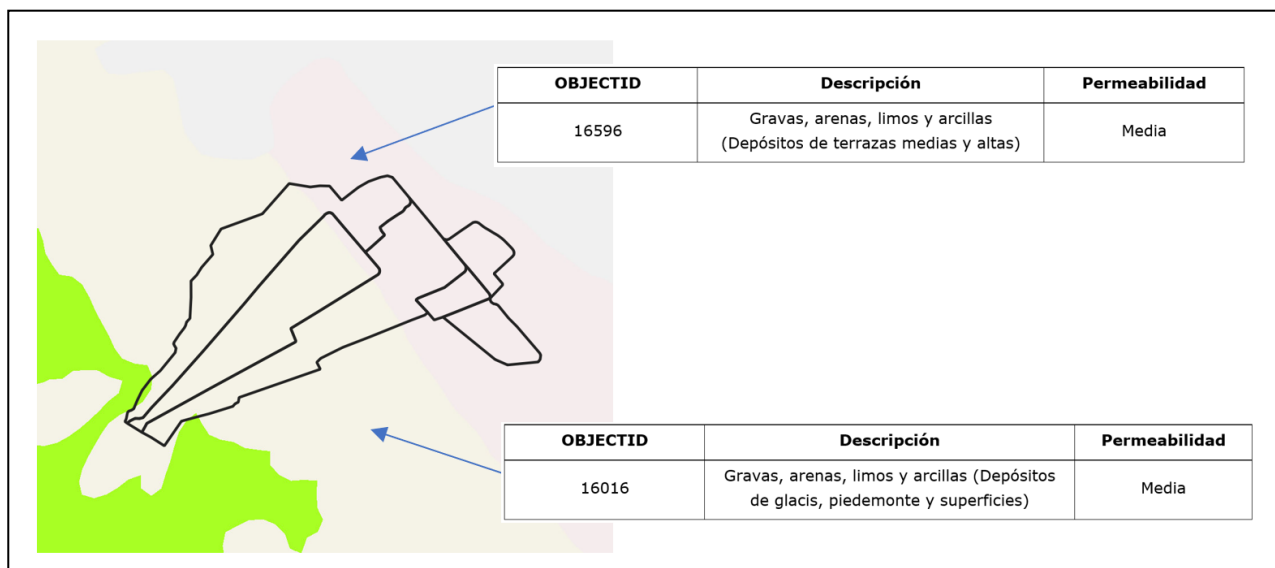 OBJECTID Descripción Permeabilidad
16596 Gravas, arenas, limos y arcillas Media
(Depósitos de terrazas medias y altas)
OBJECTID Descripción Permeabilidad
16016 Gravas, arenas, limos y arcillas (Depósitos Media
de glacis, piedemonte y superficies)